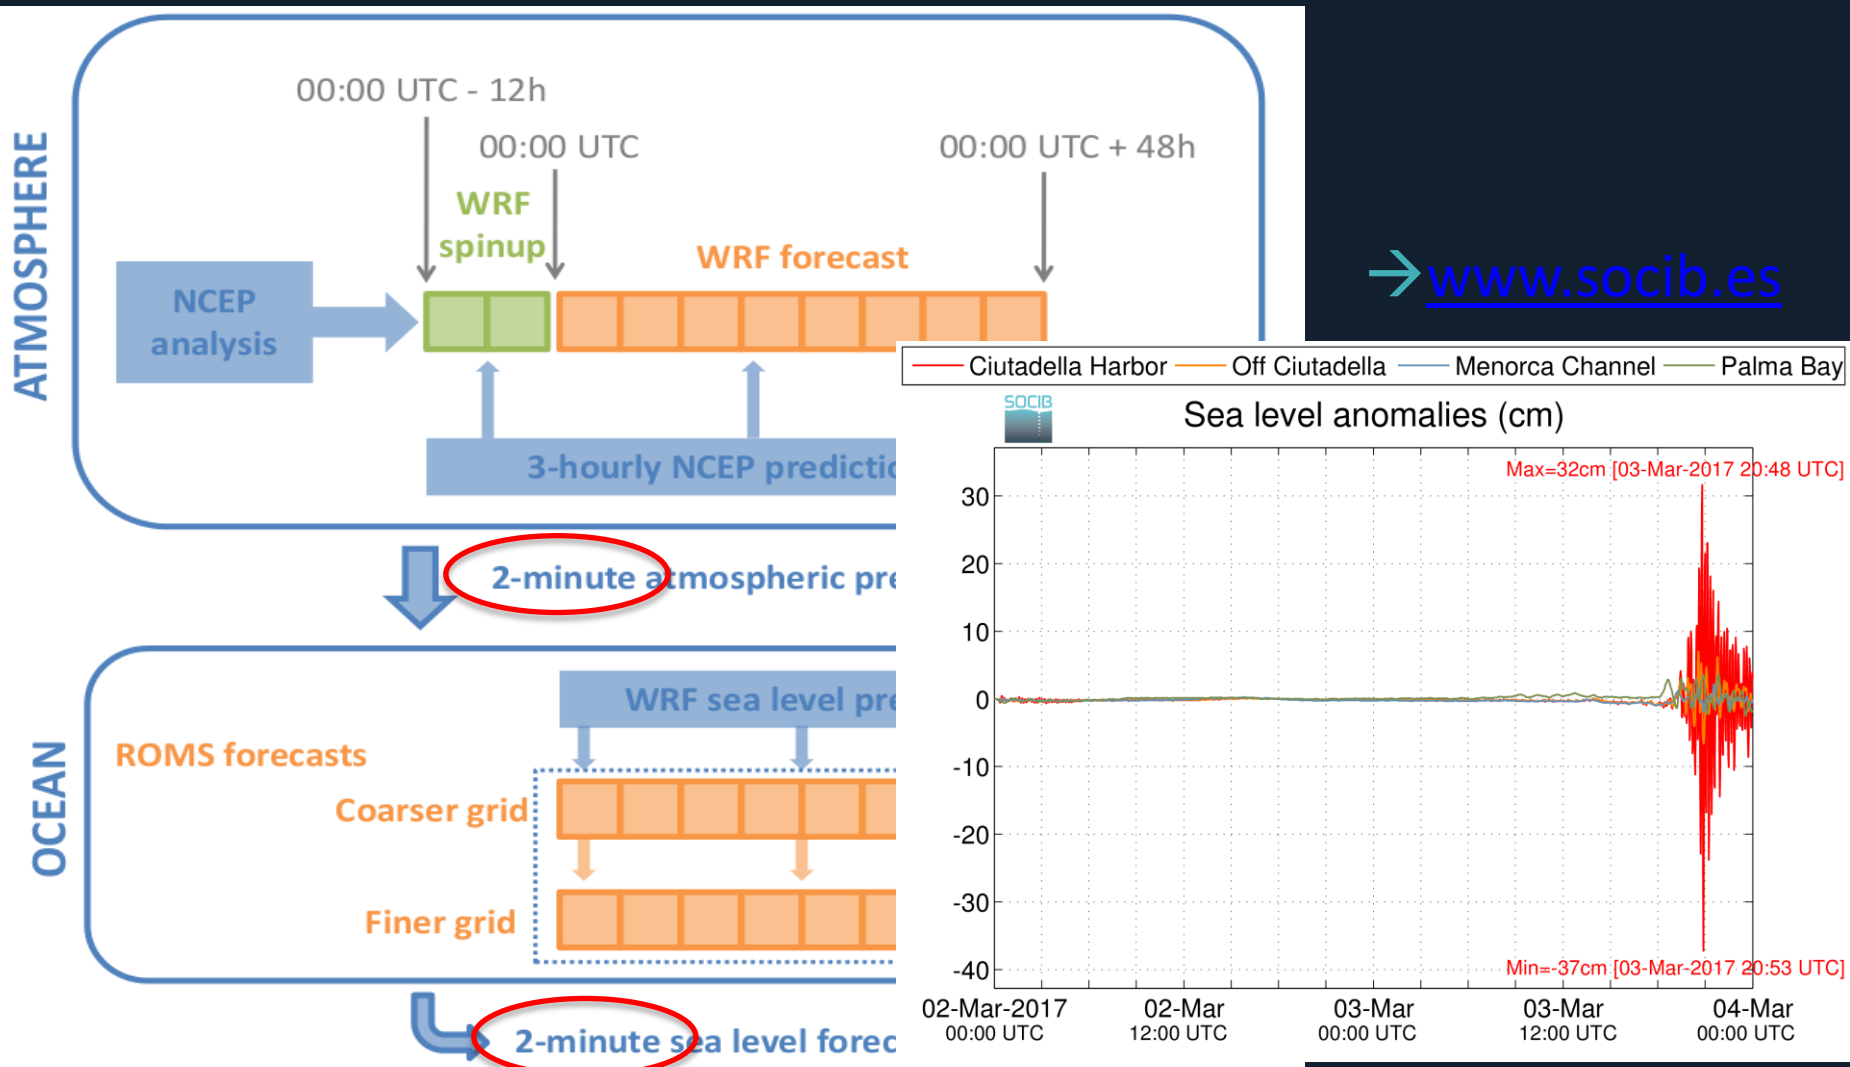 ATMOSPHERE
00:00 UTC - 12h
00:00 UTC
00:00 UTC + 48h
WRF
spinup
WRF forecast
NCEP
analysis
3-hourly NCEP
2-minute atmospheric
OCEAN
WRF sea level
ROMS forecasts
Coarser grid
Finer grid
2-minute sea level
→www.socib.es
Ciutadella Harbor
Off Ciutadella
Menorca Channel
Palma Bay
SOCIB
Sea level anomalies (cm)
Max=32cm [03-Mar-2017 20:48 UTC]
30
20
10
0
-10
-20
-30
-40
Min=-37cm [03-Mar-2017 20:53 UTC]
02-Mar-2017
00:00 UTC
02-Mar
12:00 UTC
03-Mar
00:00 UTC
03-Mar
12:00 UTC
04-Mar
00:00 UTC